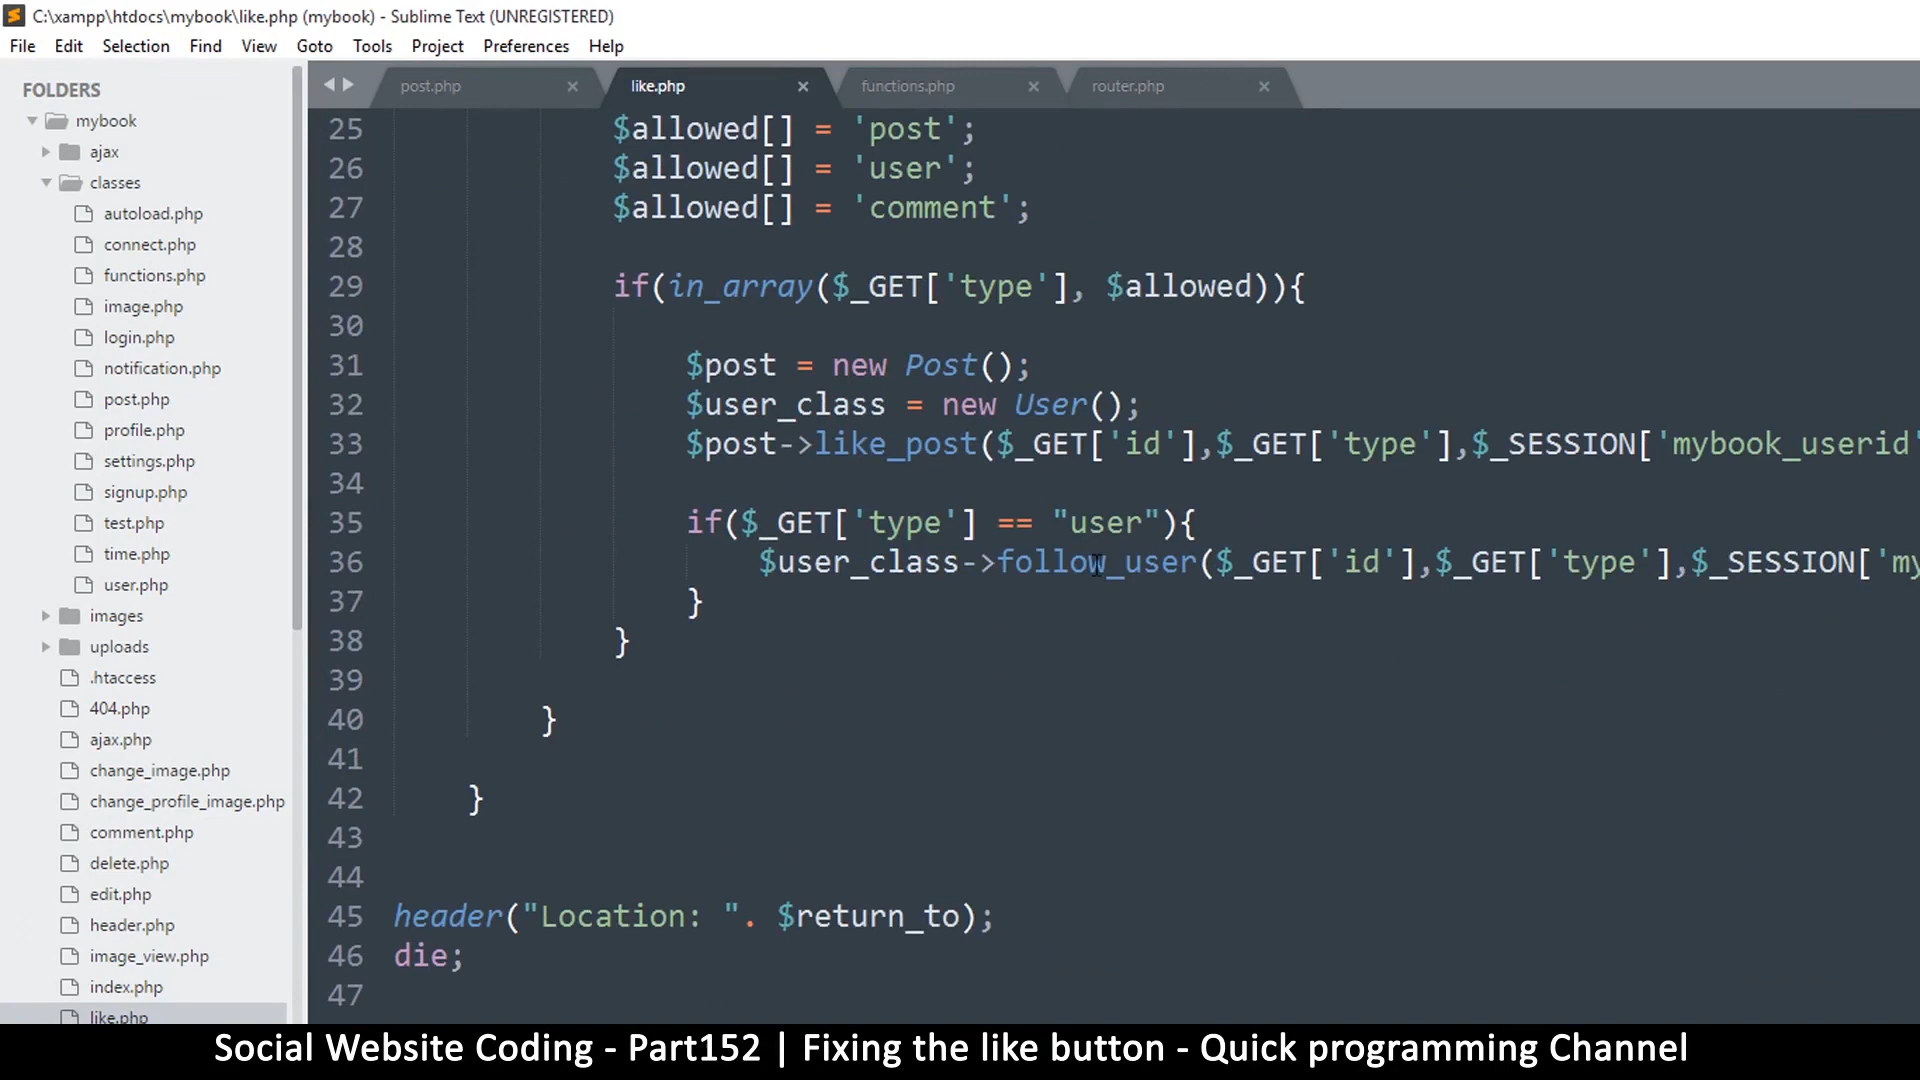 C:\xampp\htdocs\mybook\like.php (mybook) - Sublime Text (UNREGISTERED)
File Edit Selection Find View Goto Tools Project Preferences Help
FOLDERS
mybook
ajax
classes
autoload.php
connect.php
functions.php
image.php
login.php
notification.php
post.php
profile.php
settings.php
signup.php
test.php
time.php
user.php
images
uploads
.htaccess
404.php
ajax.php
change_image.php
change_profile_image.php
comment.php
delete.php
edit.php
header.php
image_view.php
index.php
like.php
post.php like.php functions.php router.php
25 $allowed[] = 'post';
26 $allowed[] = 'user';
27 $allowed[] = 'comment';
28
29 if(in_array($_GET['type'], $allowed)){
30
31 $post = new Post();
32 $user_class = new User();
33 $post->like_post($_GET['id'],$_GET['type'],$_SESSION['mybook_userid'
34
35 if($_GET['type'] == "user"){
36 $user_class->follow_user($_GET['id'],$_GET['type'],$_SESSION['my
37 }
38 }
39
40 }
41
42 }
43
44
45 header("Location: ". $return_to);
46 die;
47
Social Website Coding - Part152 | Fixing the like button - Quick programming Channel